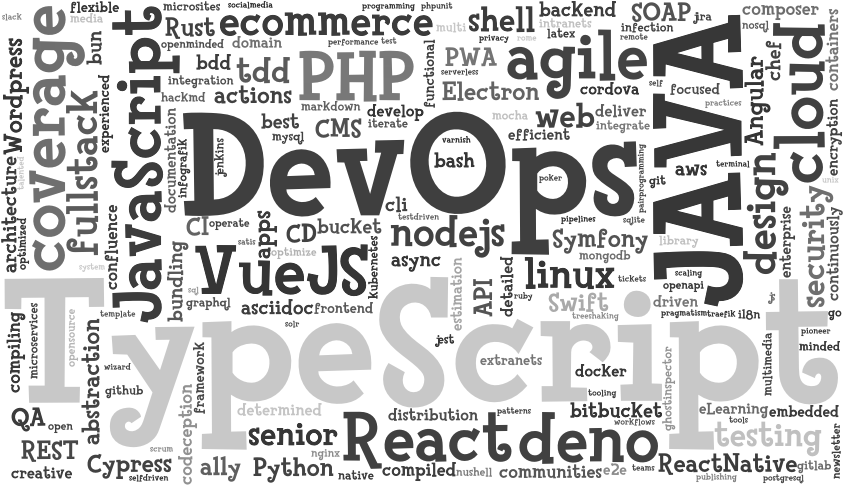 slack
flexible
media
microsites
socialmedia
programming
phpunit
Rust
ecommerce
multi
shell
backend
intranets
latex
SOAP
jra
nosql
composer
openminded
domain
performance test
privacy
rome
infection
remote
Wordpress
coverage
bun
JavaScript
bdd
tdd
PHP
functional
PWA
serverless
agile
JAVA
Angular
chef
cloud
containers
integration
hacKmd
actions
markdown
develop
Electron
cordova
self
focused
practices
experienced
fullstack
best
mysql
CMS
iterate
mocha
efficient
web
deliver
integrate
encryption
talented
architecture
optimized
documentation
infografik
jenkins
DevOps
varnish
bash
poker
pairprogramming
git
aws
terminal
design
unix
CI
operate
CD
bucket
cli
testdriven
nodejs
pipelines
sqlite
Symfony
mongodb
library
enterprise
security
continuously
confluence
system
bundling
satis
apps
optimize
kubernetes
VueJS
async
API
detailed
linux
tickets
scaling
openapi
sql
graphql
asciidoc
frontend
solr
estimation
ruby
Swift
treeshaking
driven
pragmatism
traefik
i18n
go
TypeScript
compiling
microservices
opensource
template
jest
pioneer
minded
multimedia
extranets
docker
tooling
ghostinspector
abstraction
wizard
github
framework
codeception
determined
distribution
patterns
bitbucket
workflows
eLearning
tools
embedded
QA
open
REST
creative
scrum
Cypress
selfdriven
senior
nginx
React
deno
testing
newsletter
a11y
Python
native
compiled
nushell
communities
e2e
teams
ReactNative
publishing
gitlab
postgresql